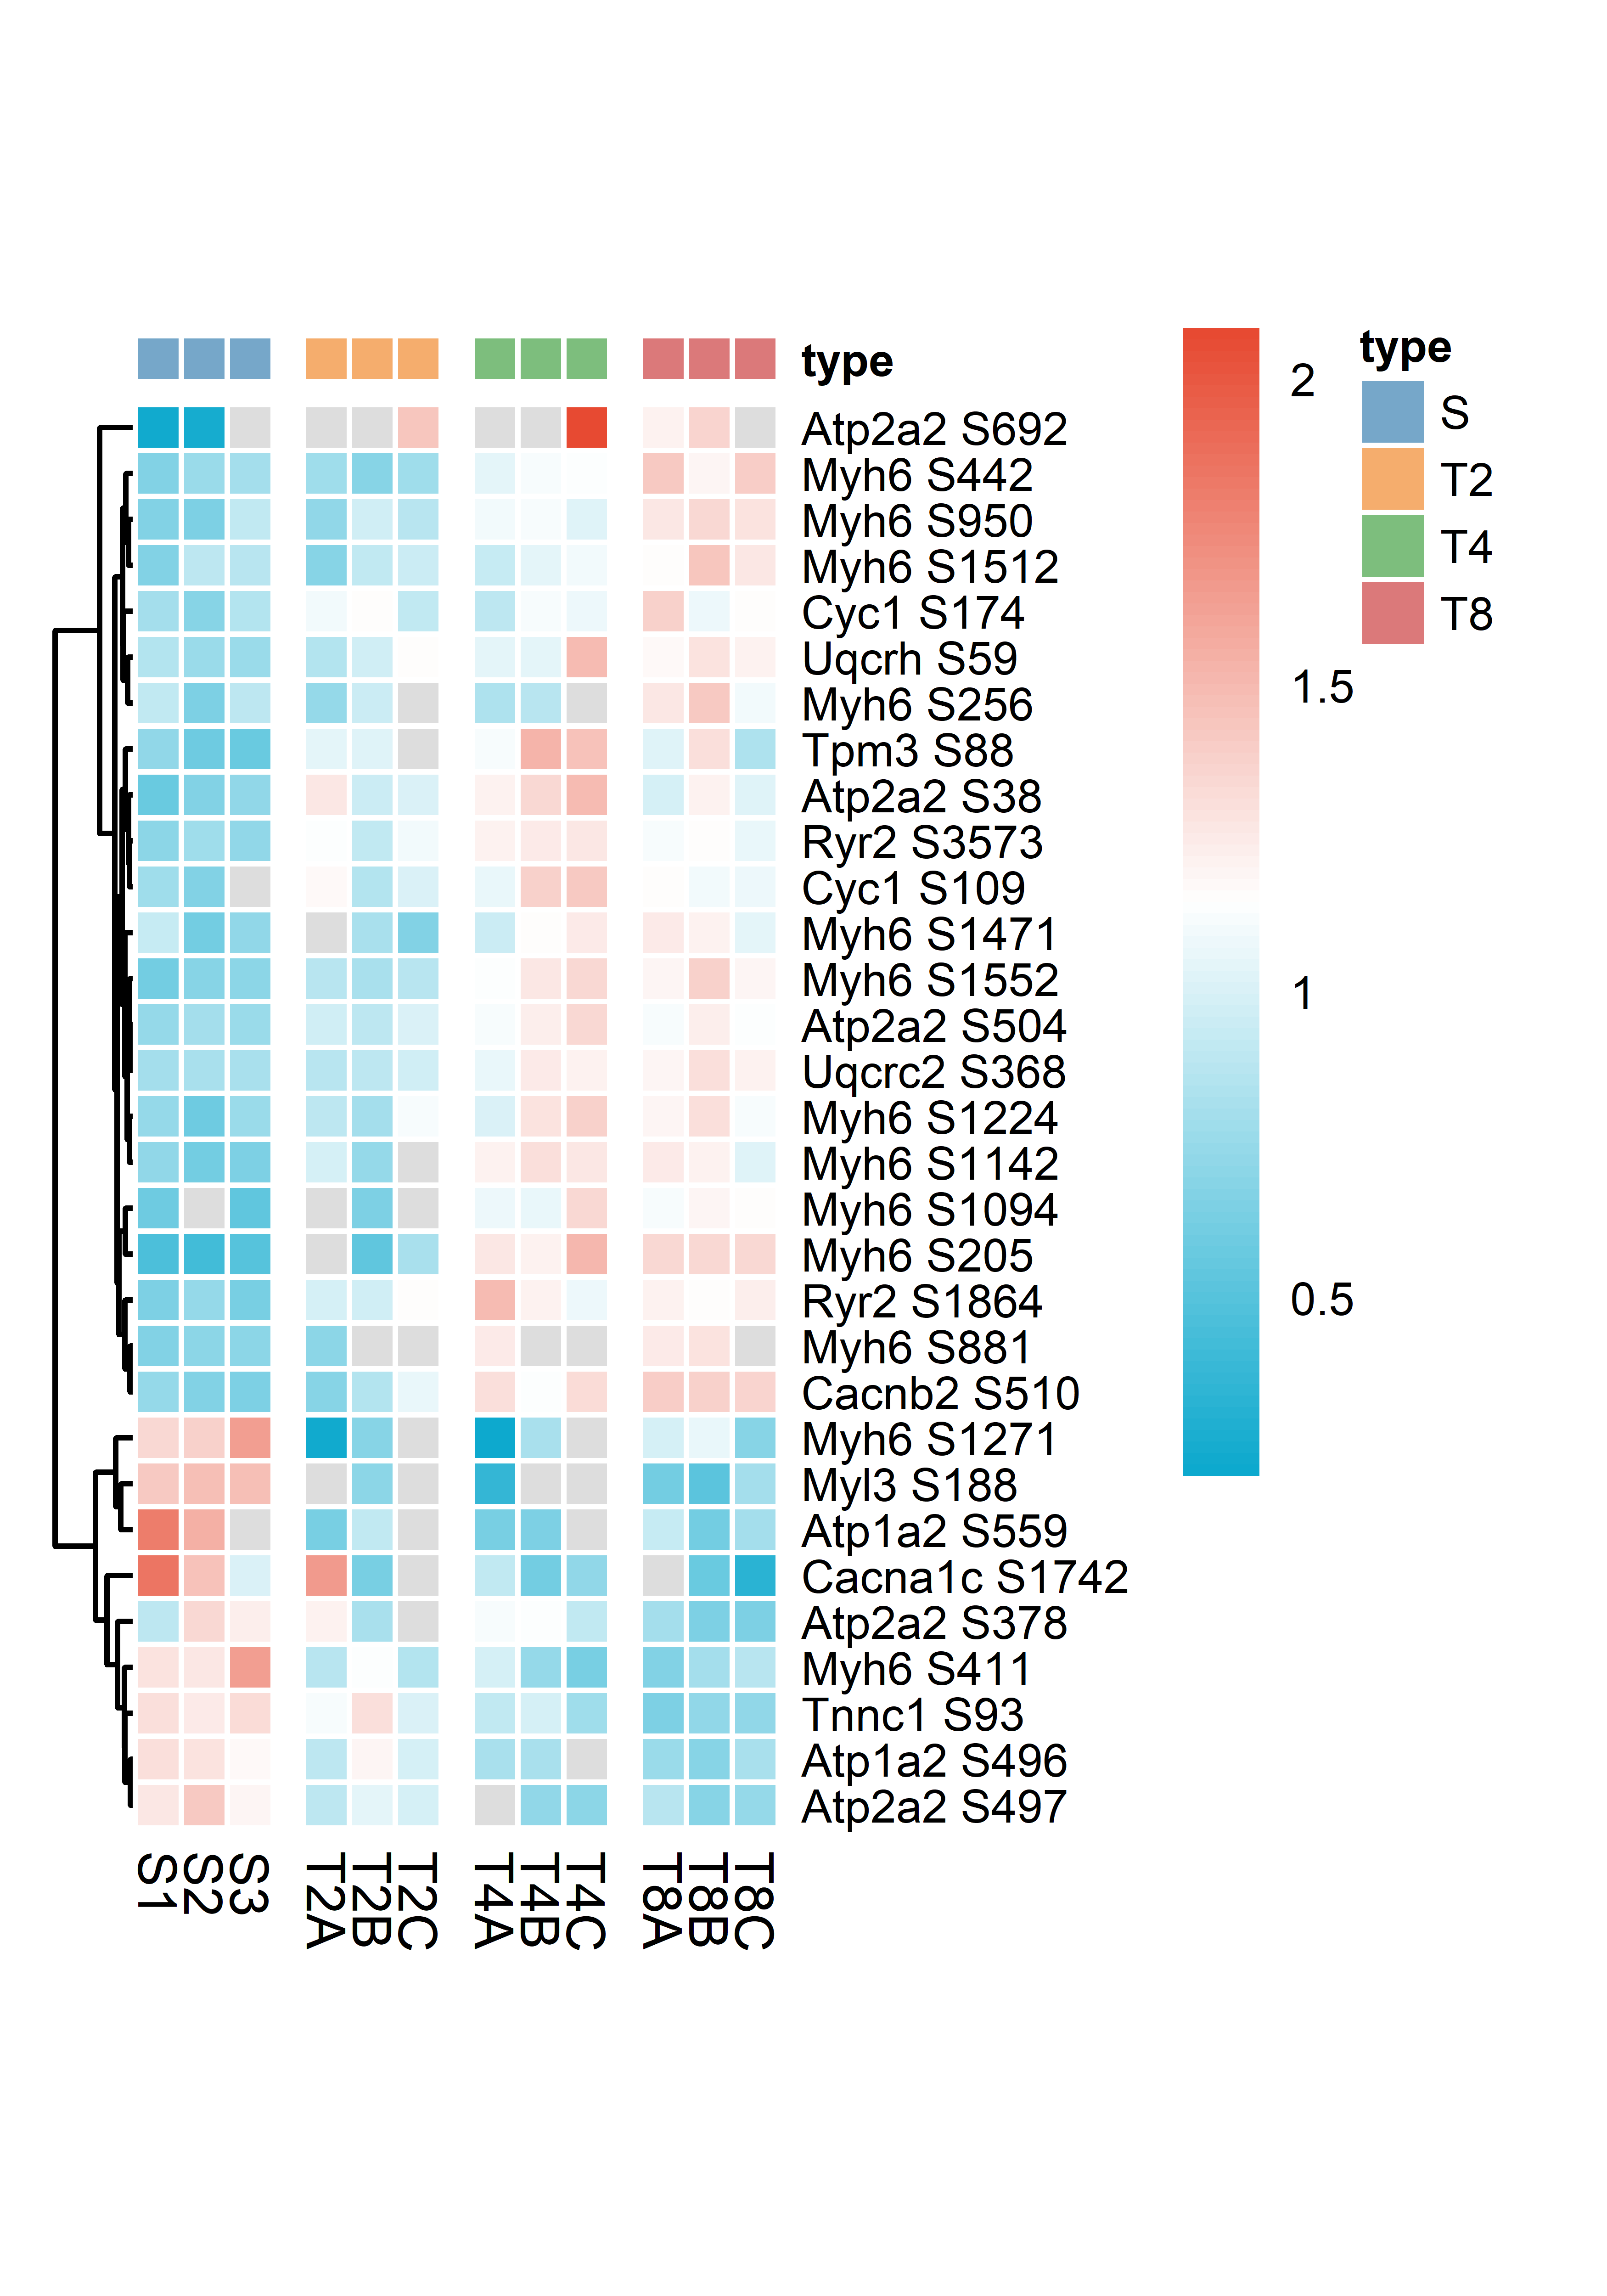 type
Atp2a2 S692
Myh6 S442
Myh6 S950
Myh6 S1512
Cyc1 S174
Uqcrh S59
Myh6 S256
Tpm3 S88
Atp2a2 S38
Ryr2 S3573
Cyc1 S109
Myh6 S1471
Myh6 S1552
Atp2a2 S504
Uqcrc2 S368
Myh6 S1224
Myh6 S1142
Myh6 S1094
Myh6 S205
Ryr2 S1864
Myh6 S881
Cacnb2 S510
Myh6 S1271
Myl3 S188
Atp1a2 S559
Cacna1c S1742
Atp2a2 S378
Myh6 S411
Tnnc1 S93
Atp1a2 S496
Atp2a2 S497
S1
S2
S3
T2A
T2B
T2C
T4A
T4B
T4C
T8A
T8B
T8C
2
1.5
1
0.5
type
S
T2
T4
T8